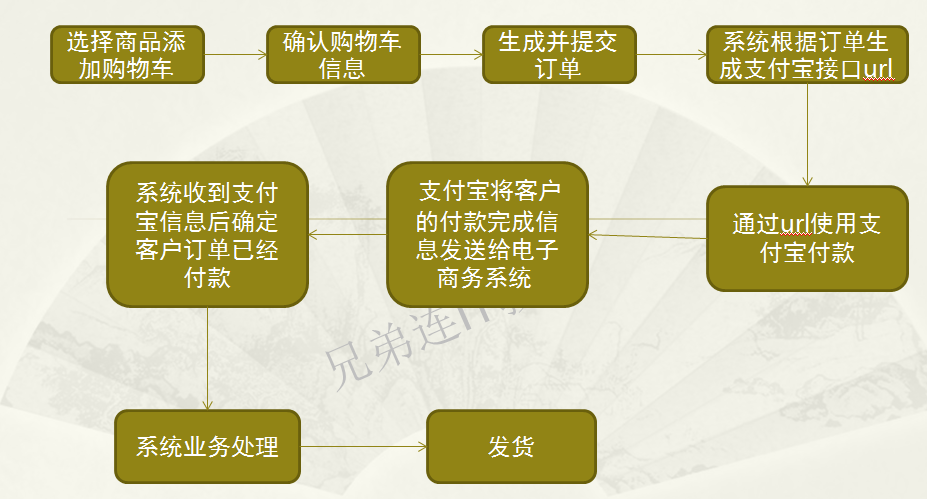 选择商品添
加购物车
确认购物车
信息
生成并提交
订单
系统根据订单生
成支付宝接口url
通过url使用支
付宝付款
支付宝将客户
的付款完成信
息发送给电子
商务系统
系统收到支付
宝信息后确定
客户订单已经
付款
兄弟连IT
系统业务处理
发货